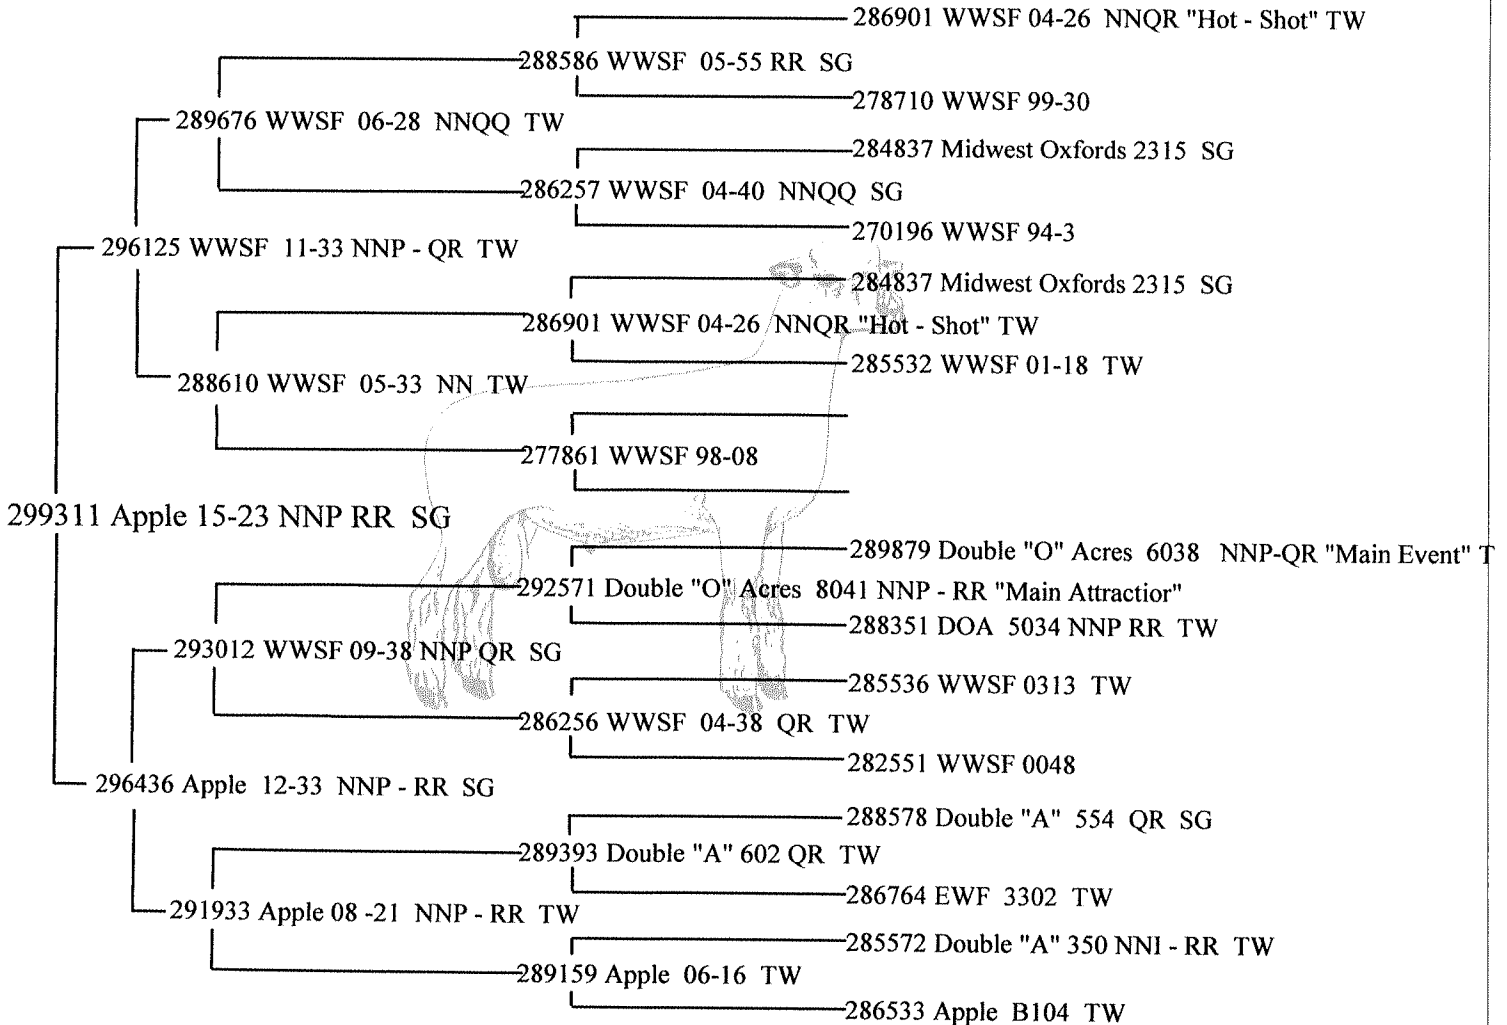 286901 WWSF 04-26 NNQR "Hot - Shot" TW
288586 WWSF 05-55 RR SG
278710 WWSF 99-30
289676 WWSF 06-28 NNQQ TW
284837 Midwest Oxfords 2315 SG
286257 WWSF 04-40 NNQQ SG
270196 WWSF 94-3
296125 WWSF 11-33 NNP - QR TW
284837 Midwest Oxfords 2315 SG
286901 WWSF 04-26 NNQR "Hot - Shot" TW
285532 WWSF 01-18 TW
288610 WWSF 05-33 NN TW
277861 WWSF 98-08
299311 Apple 15-23 NNP RR SG
289879 Double "O" Acres 6038 NNP-QR "Main Event" T
292571 Double "O" Acres 8041 NNP - RR "Main Attractior"
288351 DOA 5034 NNP RR TW
293012 WWSF 09-38 NNP QR SG
285536 WWSF 0313 TW
286256 WWSF 04-38 QR TW
282551 WWSF 0048
296436 Apple 12-33 NNP - RR SG
288578 Double "A" 554 QR SG
289393 Double "A" 602 QR TW
286764 EWF 3302 TW
291933 Apple 08 -21 NNP - RR TW
285572 Double "A" 350 NNI - RR TW
289159 Apple 06-16 TW
286533 Apple B104 TW